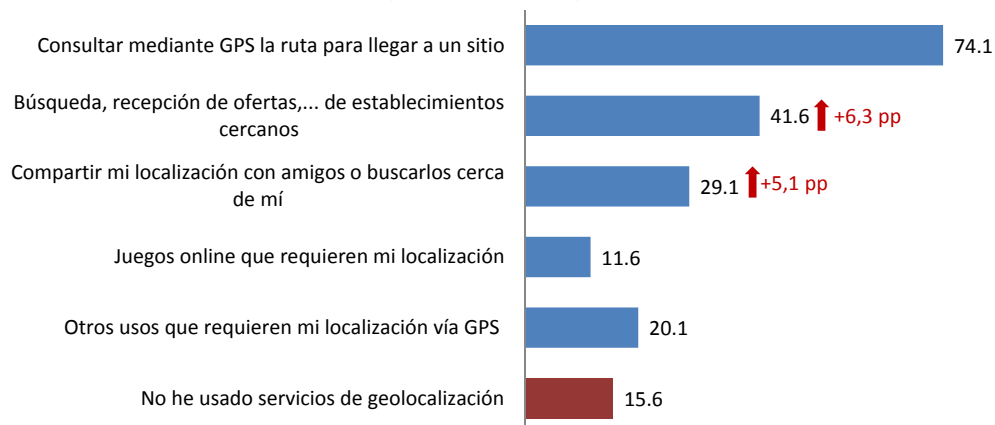 Consultar mediante GPS la ruta para llegar a un sitio
74.1
Búsqueda, recepción de ofertas,... de establecimientos
cercanos
41.6 +6,3 pp
Compartir mi localización con amigos o buscarlos cerca
de mí
29.1 +5,1 pp
Juegos online que requieren mi localización
11.6
Otros usos que requieren mi localización vía GPS
20.1
No he usado servicios de geolocalización
15.6